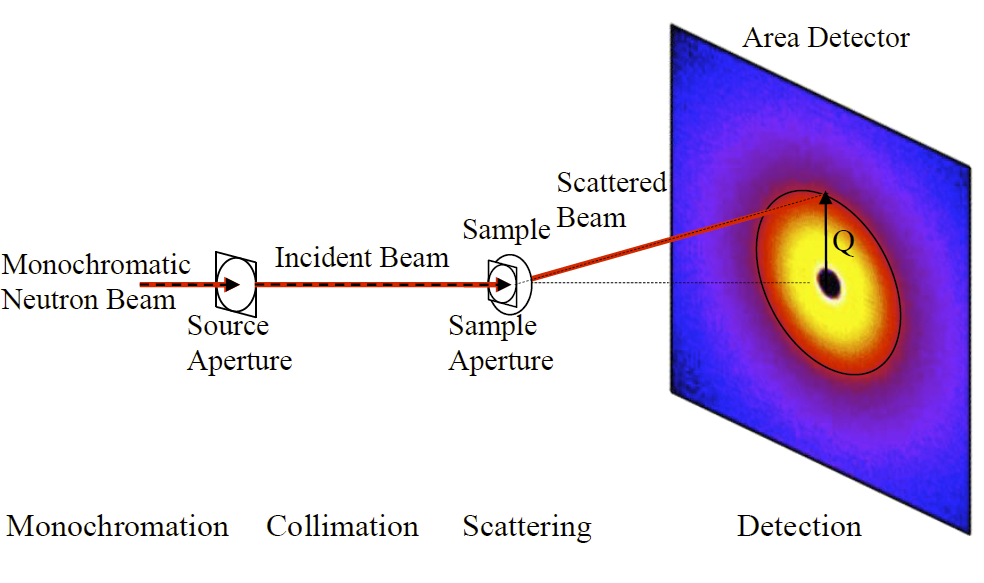 Area Detector
Scattered
Beam
Sample
Q
Incident Beam
Monochromatic
Neutron Beam
Source
Aperture
Sample
Aperture
Monochromation
Collimation
Scattering
Detection